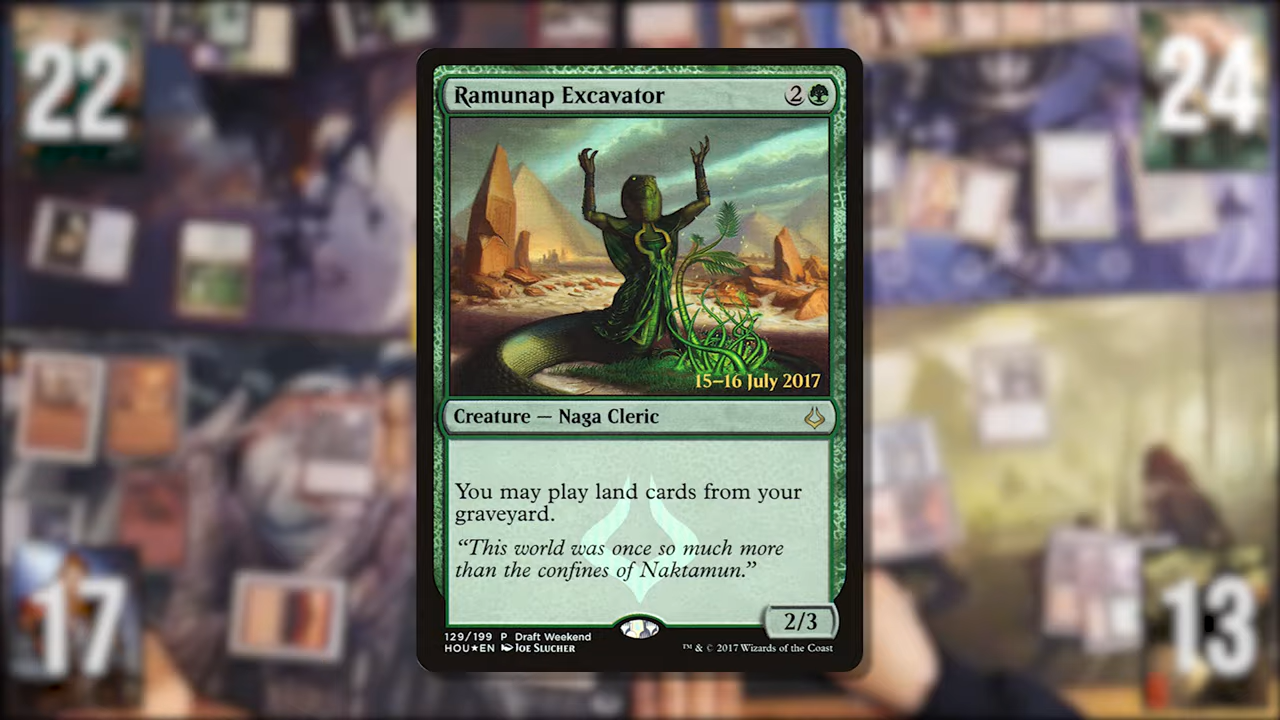 22
24
Ramunap Excavator
2
15–16 July 2017
Creature — Naga Cleric
You may play land cards from your
graveyard.
“This world was once so much more
than the confines of Naktamun.”
2/3
129/199 P Draft Weekend
HOU★EN Joe Slucher
™ & © 2017 Wizards of the Coast
17
13